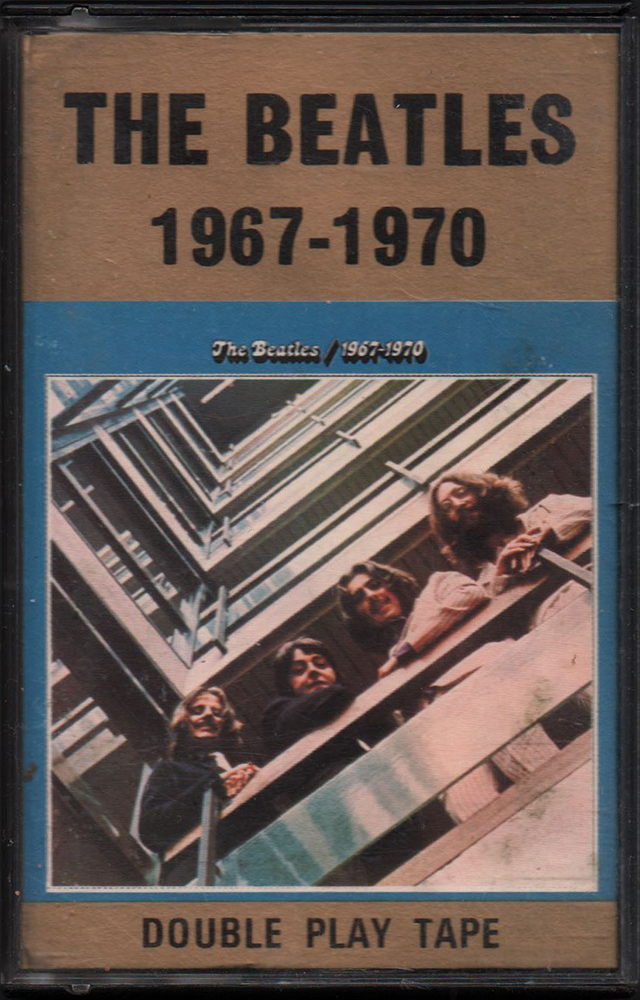 THE BEATLES
1967-1970
The Beatles / 1967-1970
DOUBLE PLAY TAPE